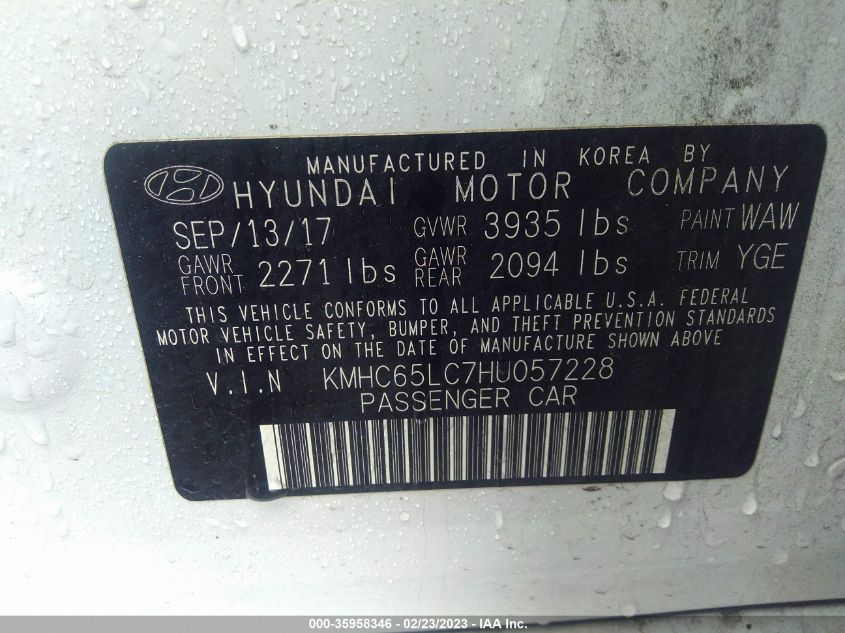 MANUFACTURED IN KOREA BY
HYUNDAI MOTOR COMPANY
SEP/13/17 GVWR 3935 lbs PAINT WAW
GAWR FRONT 2271 lbs GAWR REAR 2094 lbs TRIM YGE
THIS VEHICLE CONFORMS TO ALL APPLICABLE U.S.A. FEDERAL
MOTOR VEHICLE SAFETY, BUMPER, AND THEFT PREVENTION STANDARDS
IN EFFECT ON THE DATE OF MANUFACTURE SHOWN ABOVE
V.I.N KMHC65LC7HU057228
PASSENGER CAR
000-35958346 - 02/23/2023 - IAA Inc.